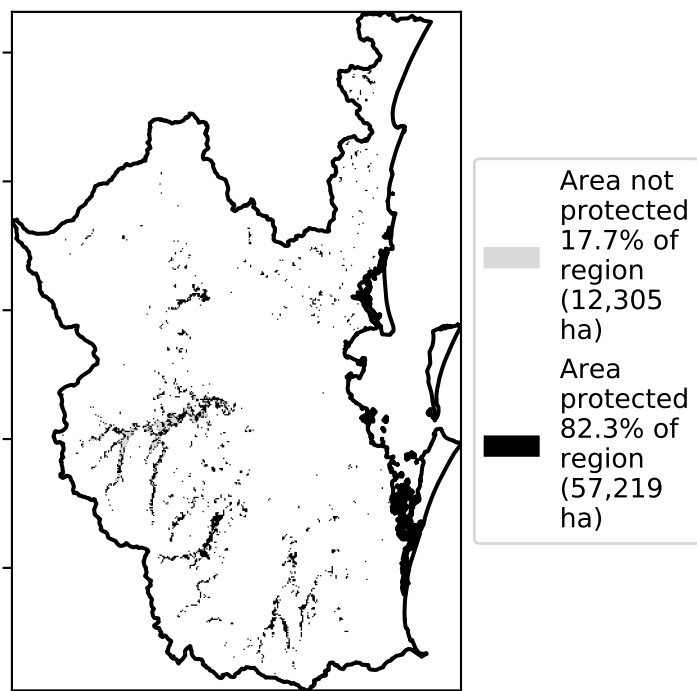 Area not
protected
17.7% of
region
(12,305
ha)
Area
protected
82.3% of
region
(57,219
ha)